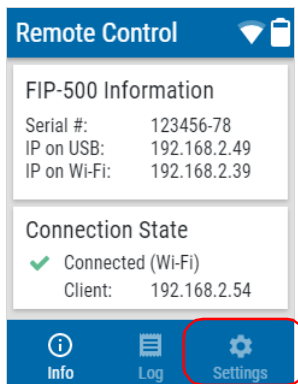 Remote Control
FIP-500 Information
Serial #: 123456-78
IP on USB: 192.168.2.49
IP on Wi-Fi: 192.168.2.39
Connection State
Connected (Wi-Fi)
Client: 192.168.2.54
Info Log Settings